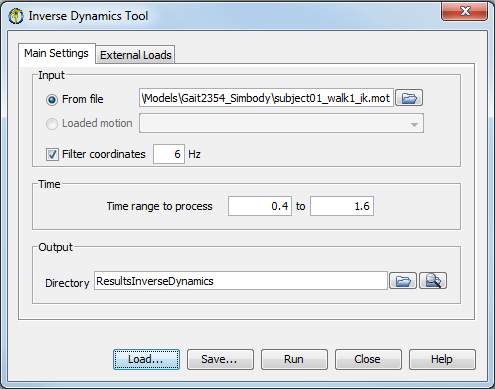 Inverse Dynamics Tool
Main Settings External Loads
Input
From file \Models\Gait2354_Simbody\subject01_walk1_ik.mot
Loaded motion
Filter coordinates 6 Hz
Time
Time range to process 0.4 to 1.6
Output
Directory ResultsInverseDynamics
Load... Save... Run Close Help